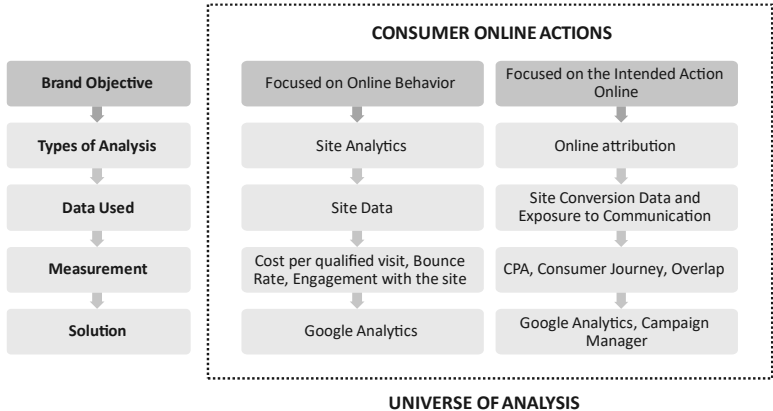 CONSUMER ONLINE ACTIONS
Brand Objective
Focused on Online Behavior
Focused on the Intended Action
Online
Types of Analysis
Site Analytics
Online attribution
Data Used
Site Data
Site Conversion Data and
Exposure to Communication
Measurement
Cost per qualified visit, Bounce
Rate, Engagement with the site
CPA, Consumer Journey, Overlap
Solution
Google Analytics
Google Analytics, Campaign
Manager
UNIVERSE OF ANALYSIS